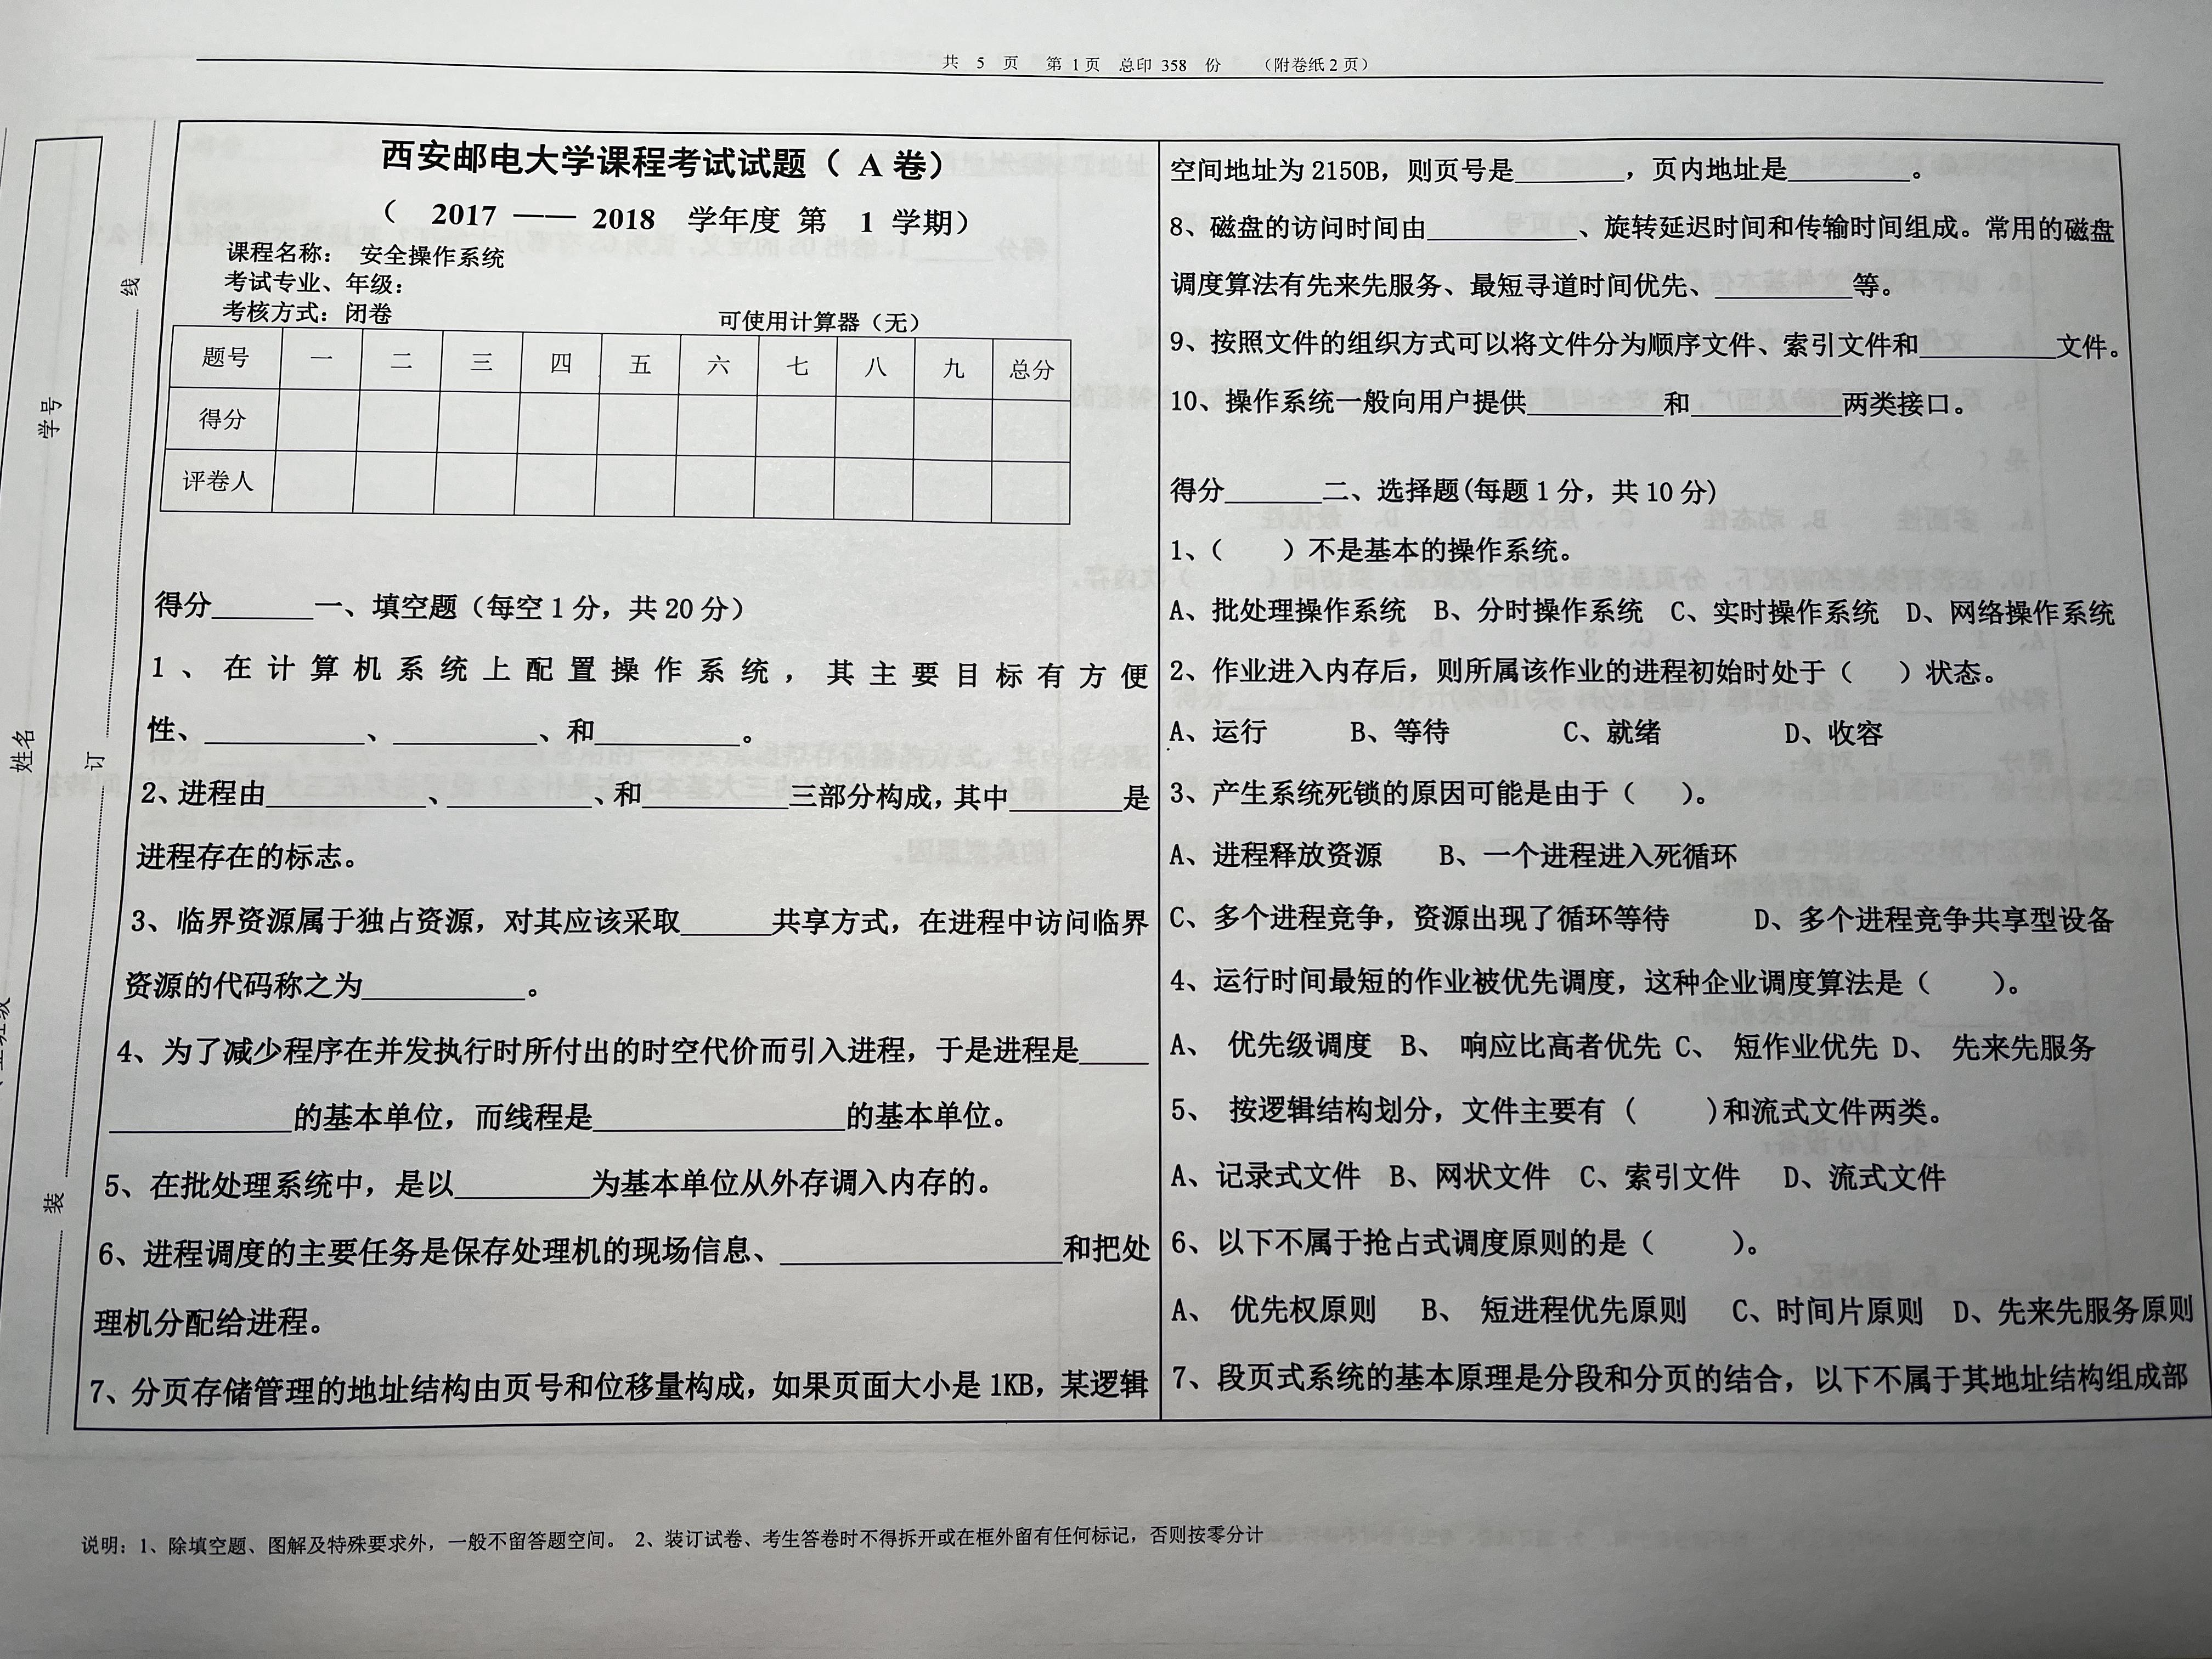 共 5 页 第 1页 总印 358 份 （附卷纸2页）
学号
姓名
线
订
装
西安邮电大学课程考试试题（ A 卷）
（ 2017 —— 2018 学年度 第 1 学期）
课程名称： 安全操作系统
考试专业、年级：
考核方式：闭卷 可使用计算器（无）
题号 一 二 三 四 五 六 七 八 九 总分
得分
评卷人
得分______一、填空题（每空1分，共20分）
1、在计算机系统上配置操作系统，其主要目标有方便
性、__________、_________、和_________。
2、进程由________、_________、和_________三部分构成，其中_______是
进程存在的标志。
3、临界资源属于独占资源，对其应该采取______共享方式，在进程中访问临界
资源的代码称之为__________。
4、为了减少程序在并发执行时所付出的时空代价而引入进程，于是进程是____
___________的基本单位，而线程是_______________的基本单位。
5、在批处理系统中，是以________为基本单位从外存调入内存的。
6、进程调度的主要任务是保存处理机的现场信息、_________________和把处
理机分配给进程。
7、分页存储管理的地址结构由页号和位移量构成，如果页面大小是1KB，某逻辑
空间地址为2150B，则页号是_______，页内地址是________。
8、磁盘的访问时间由_________、旋转延迟时间和传输时间组成。常用的磁盘
调度算法有先来先服务、最短寻道时间优先、_________等。
9、按照文件的组织方式可以将文件分为顺序文件、索引文件和_________文件。
10、操作系统一般向用户提供_________和__________两类接口。
得分______二、选择题(每题1分，共10分)
1、（ ）不是基本的操作系统。
A、批处理操作系统 B、分时操作系统 C、实时操作系统 D、网络操作系统
2、作业进入内存后，则所属该作业的进程初始时处于（ ）状态。
A、运行 B、等待 C、就绪 D、收容
3、产生系统死锁的原因可能是由于（ ）。
A、进程释放资源 B、一个进程进入死循环
C、多个进程竞争，资源出现了循环等待 D、多个进程竞争共享型设备
4、运行时间最短的作业被优先调度，这种企业调度算法是（ ）。
A、 优先级调度 B、 响应比高者优先 C、 短作业优先 D、 先来先服务
5、 按逻辑结构划分，文件主要有（ )和流式文件两类。
A、记录式文件 B、网状文件 C、索引文件 D、流式文件
6、以下不属于抢占式调度原则的是（ ）。
A、 优先权原则 B、 短进程优先原则 C、时间片原则 D、先来先服务原则
7、段页式系统的基本原理是分段和分页的结合，以下不属于其地址结构组成部
说明：1、除填空题、图解及特殊要求外，一般不留答题空间。 2、装订试卷、考生答卷时不得拆开或在框外留有任何标记，否则按零分计